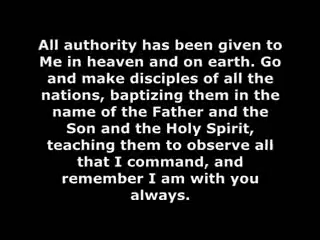 All authority has been given to
Me in heaven and on earth. Go
and make disciples of all the
nations, baptizing them in the
name of the Father and the
Son and the Holy Spirit,
teaching them to observe all
that I command, and
remember I am with you
always.